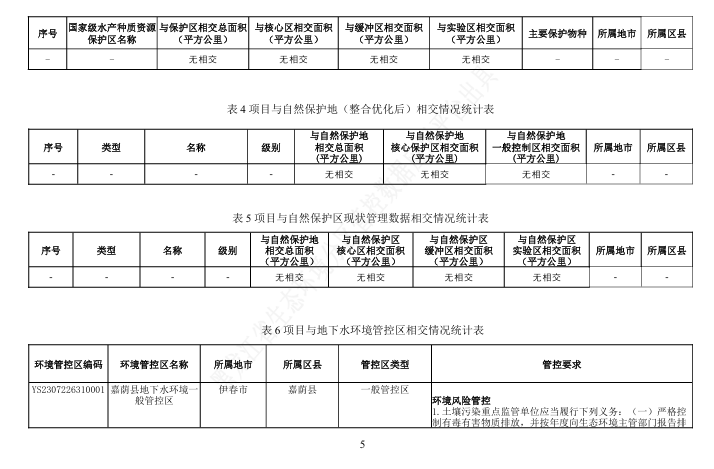 序号 国家级水产种质资源保护区名称 与保护区相交总面积（平方公里） 与核心区相交面积（平方公里） 与缓冲区相交面积（平方公里） 与实验区相交面积（平方公里） 主要保护物种 所属地市 所属区县
– – 无相交 无相交 无相交 无相交 – – –
表 4 项目与自然保护地（整合优化后）相交情况统计表
序号 类型 名称 级别 与自然保护地相交总面积(平方公里) 与自然保护地核心保护区相交面积(平方公里) 与自然保护地一般控制区相交面积(平方公里) 所属地市 所属区县
- - - - 无相交 无相交 无相交 - -
表 5 项目与自然保护区现状管理数据相交情况统计表
序号 类型 名称 级别 与自然保护地相交总面积（平方公里） 与自然保护区核心区相交面积（平方公里） 与自然保护区缓冲区相交面积（平方公里） 与自然保护区实验区相交面积（平方公里） 所属地市 所属区县
- - - - 无相交 无相交 无相交 无相交 - -
表 6 项目与地下水环境管控区相交情况统计表
环境管控区编码 环境管控区名称 所属地市 所属区县 管控区类型 管控要求
YS2307226310001 嘉荫县地下水环境一般管控区 伊春市 嘉荫县 一般管控区
环境风险管控
1.土壤污染重点监管单位应当履行下列义务：（一）严格控
制有毒有害物质排放，并按年度向生态环境主管部门报告排
5